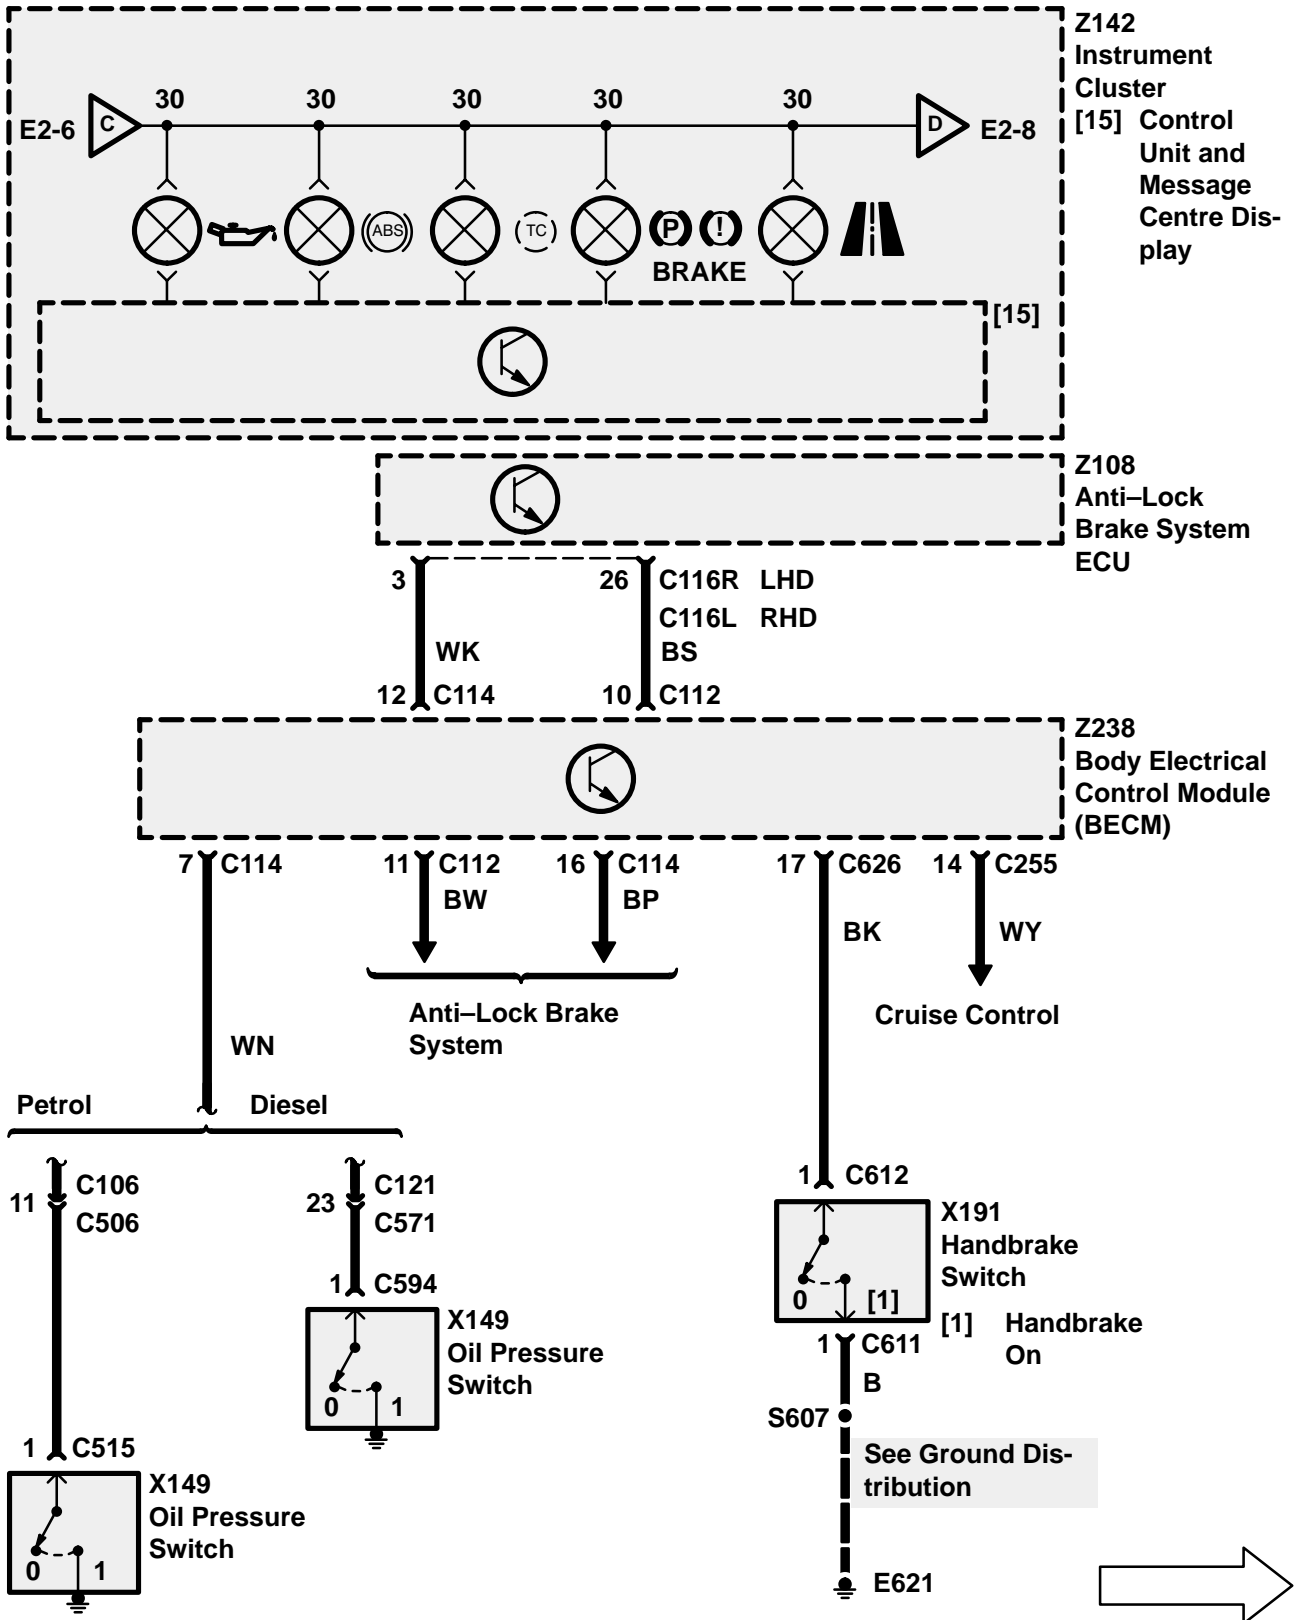 Z142
Instrument
Cluster
[15] Control
Unit and
Message
Centre Dis-
play
30 30 30 30 30
E2-6 C D E2-8
ABS TC P !
BRAKE
[15]
Z108
Anti–Lock
Brake System
ECU
3 26 C116R LHD
C116L RHD
WK BS
12 C114 10 C112
Z238
Body Electrical
Control Module
(BECM)
7 C114 11 C112 16 C114 17 C626 14 C255
BW BP
BK WY
Anti–Lock Brake
System
Cruise Control
WN
Petrol Diesel
11 C106
C506
23 C121
C571
1 C612
X191
Handbrake
Switch
0 [1]
[1] Handbrake
On
1 C594
X149
Oil Pressure
Switch
0 1
1 C611
B
S607
See Ground Dis-
tribution
1 C515
X149
Oil Pressure
Switch
0 1
E621